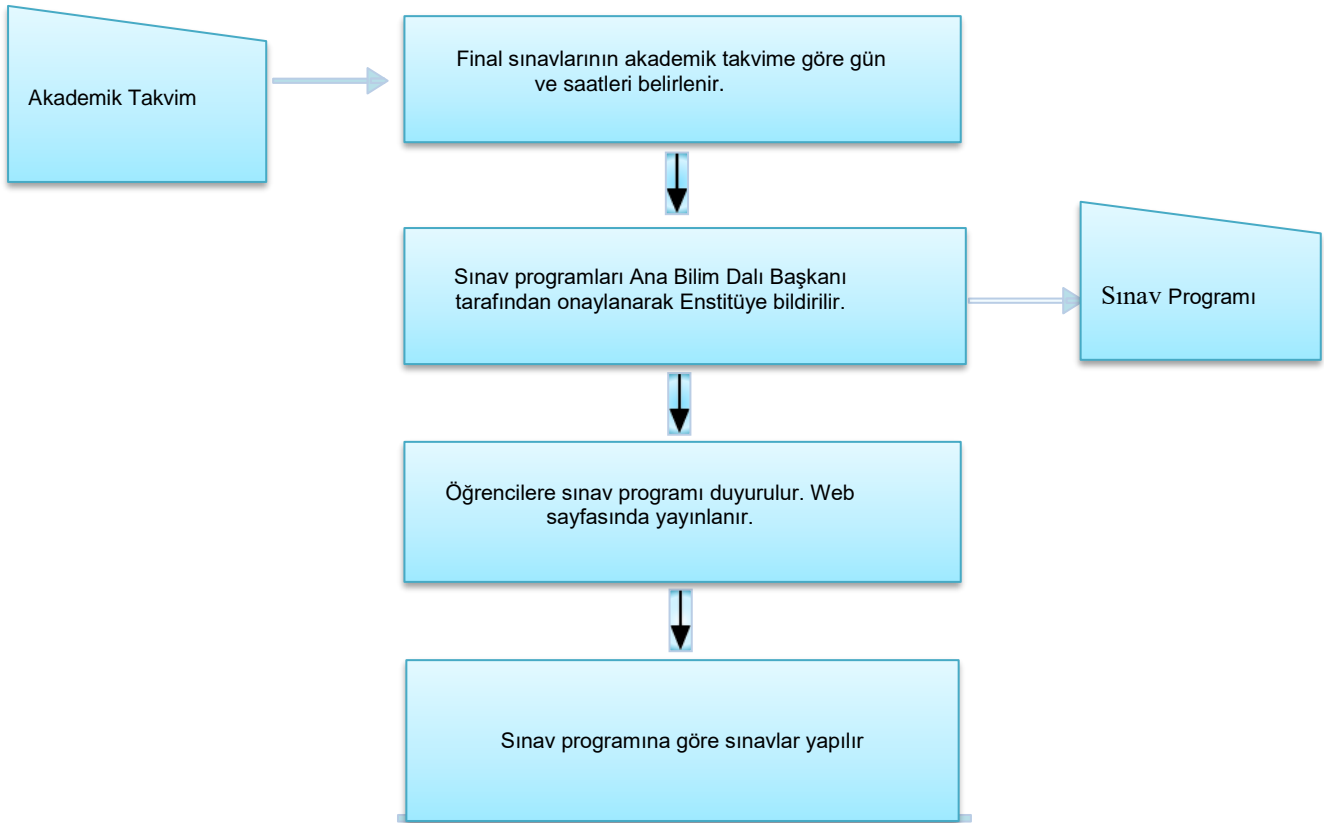 Akademik Takvim
Final sınavlarının akademik takvime göre gün
ve saatleri belirlenir.
Sınav programları Ana Bilim Dalı Başkanı
tarafından onaylanarak Enstitüye bildirilir.
Sınav Programı
Öğrencilere sınav programı duyurulur. Web
sayfasında yayınlanır.
Sınav programına göre sınavlar yapılır